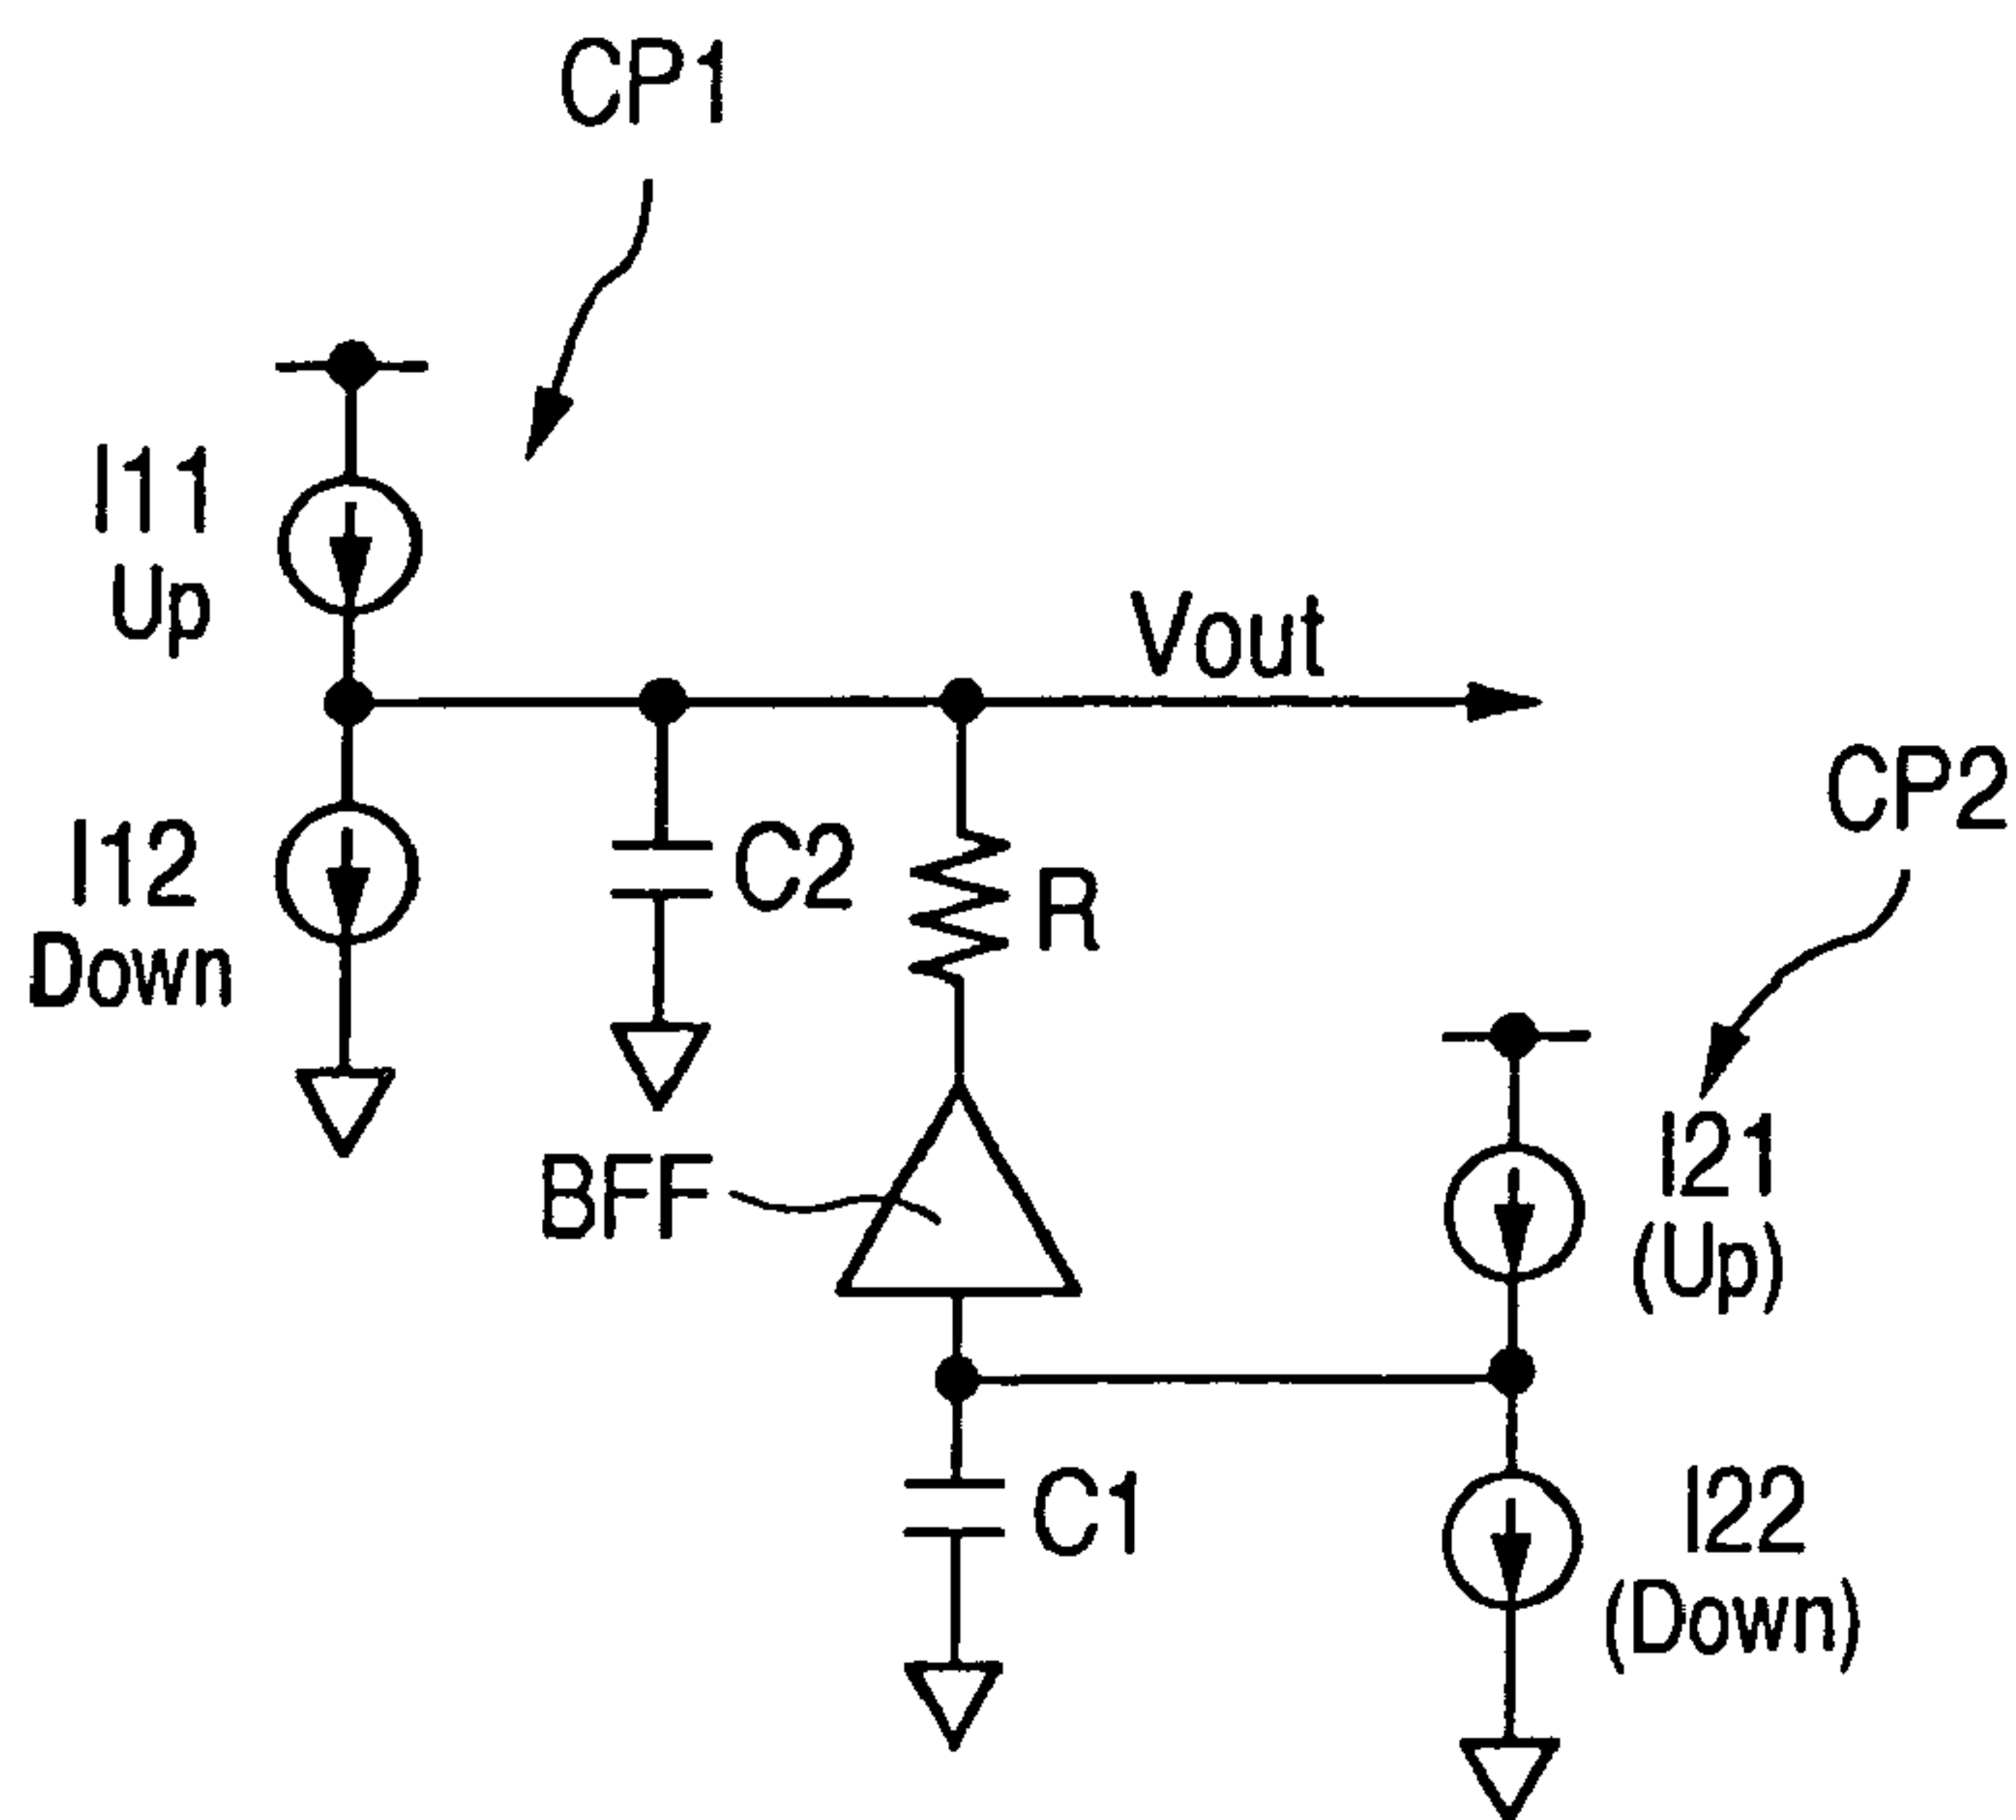 CP1
I11
Up
Vout
CP2
I12
Down
C2
R
I21
(Up)
BFF
C1
I22
(Down)